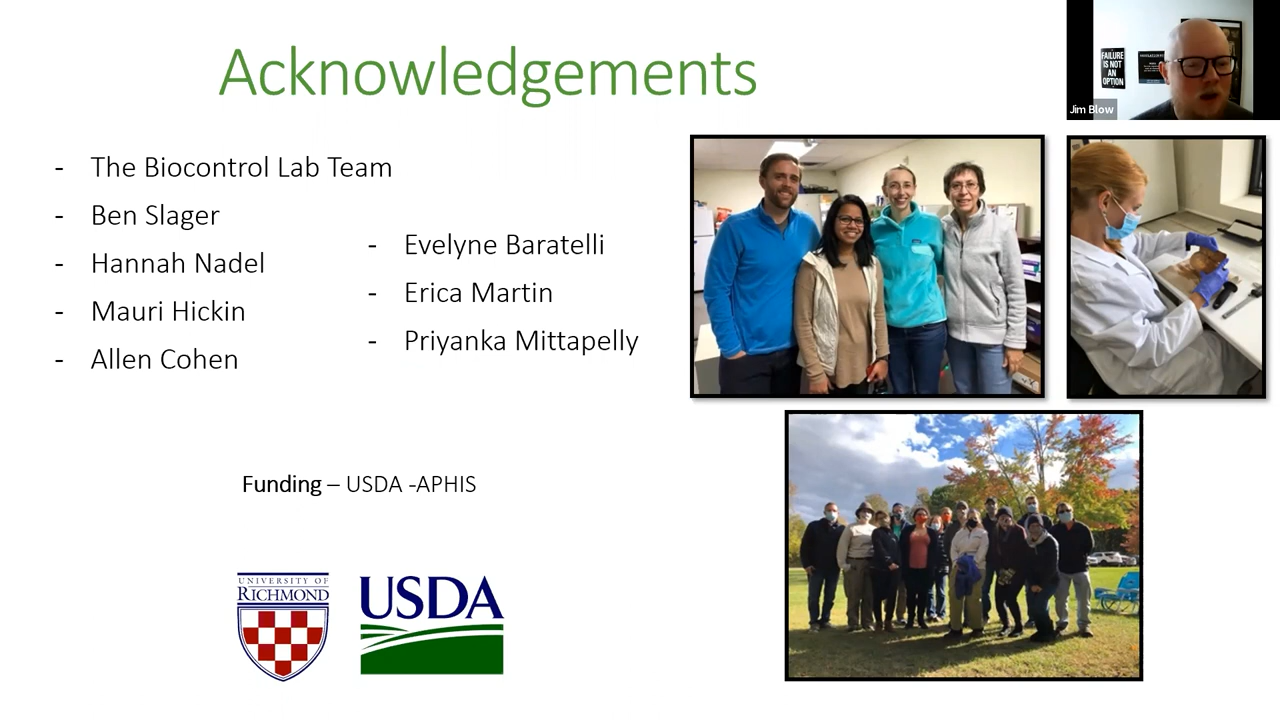 Acknowledgements
- The Biocontrol Lab Team
- Ben Slager
- Hannah Nadel
- Mauri Hickin
- Allen Cohen
- Evelyne Baratelli
- Erica Martin
- Priyanka Mittapelly
Funding – USDA -APHIS
UNIVERSITY OF
RICHMOND
USDA
FAILURE
IS NOT
AN
OPTION
Jim Blow